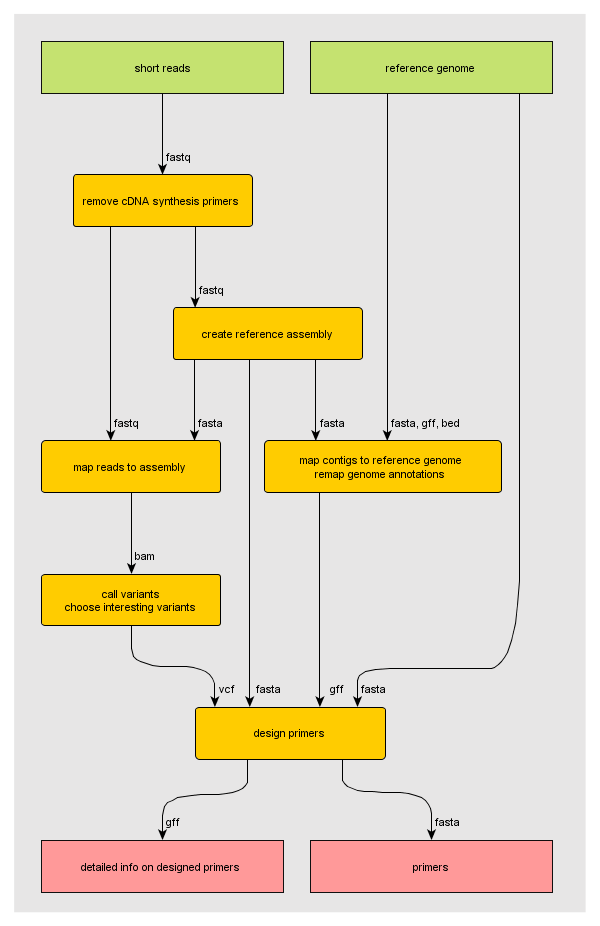 short reads
reference genome
fastq
remove cDNA synthesis primers
fastq
create reference assembly
fastq
fasta
fasta
fasta, gff, bed
map reads to assembly
map contigs to reference genome
remap genome annotations
bam
call variants
choose interesting variants
vcf
fasta
gff
fasta
design primers
gff
fasta
detailed info on designed primers
primers